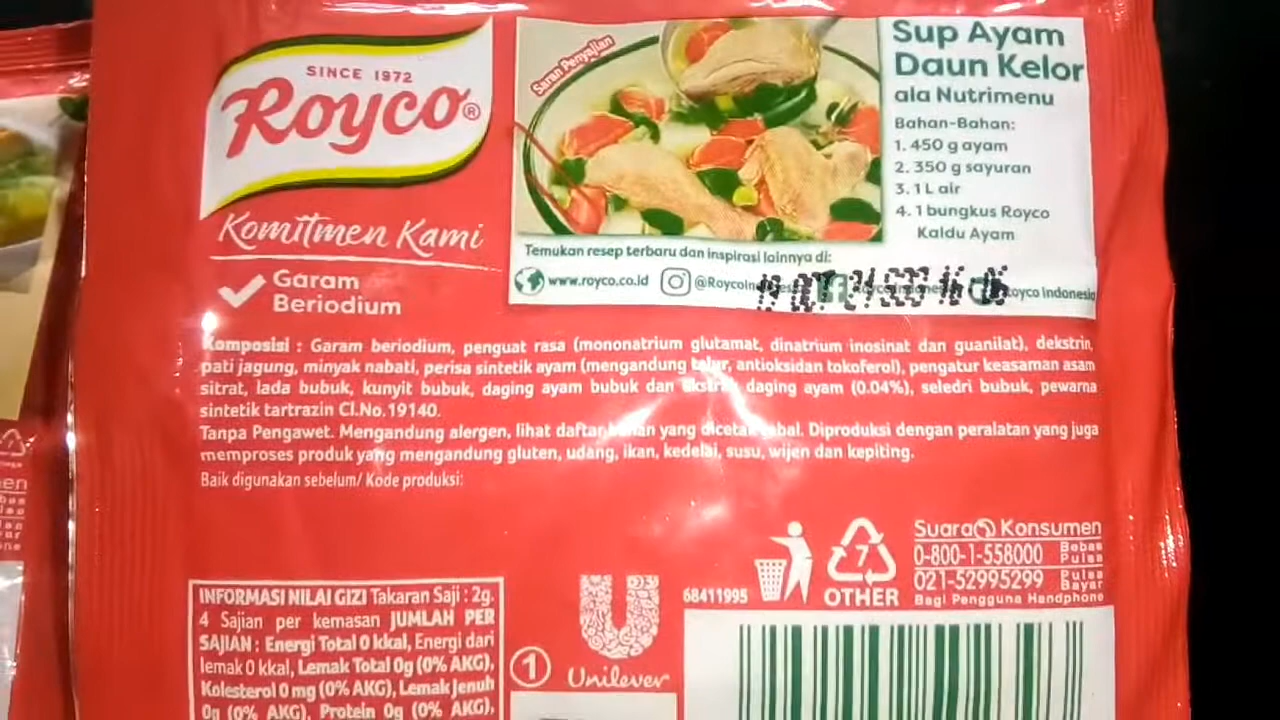 SINCE 1972
Royco®
Komitmen Kami
Garam
Beriodium
Saran Penyajian
Sup Ayam
Daun Kelor
ala Nutrimenu
Bahan-Bahan:
1. 450 g ayam
2. 350 g sayuran
3. 1 L air
4. 1 bungkus Royco
Kaldu Ayam
Temukan resep terbaru dan inspirasi lainnya di:
www.royco.co.id
Komposisi : Garam beriodium, penguat rasa (mononatrium glutamat, dinatrium inosinat dan guanilat), dekstrin,
pati jagung, minyak nabati, perisa sintetik ayam (mengandung telur, antioksidan tokoferol), pengatur keasaman asam
sitrat, lada bubuk, kunyit bubuk, daging ayam bubuk dan ekstrak daging ayam (0.04%), seledri bubuk, pewarna
sintetik tartrazin CI.No.19140.
Tanpa Pengawet. Mengandung alergen, lihat daftar bahan yang dicetak tebal. Diproduksi dengan peralatan yang juga
memproses produk yang mengandung gluten, udang, ikan, kedelai, susu, wijen dan kepiting.
Baik digunakan sebelum/ Kode produksi:
INFORMASI NILAI GIZI Takaran Saji : 2g.
4 Sajian per kemasan JUMLAH PER
SAJIAN : Energi Total 0 kkal, Energi dari
lemak 0 kkal, Lemak Total 0g (0% AKG),
Kolesterol 0 mg (0% AKG), Lemak Jenuh
0g (0% AKG), Protein 0g (0% AKG),
1
U
Unilever
68411995
7
OTHER
Suara Konsumen
0-800-1-558000 Bebas Pulsa
021-52995299 Pulsa Bayar
Bagi Pengguna Handphone